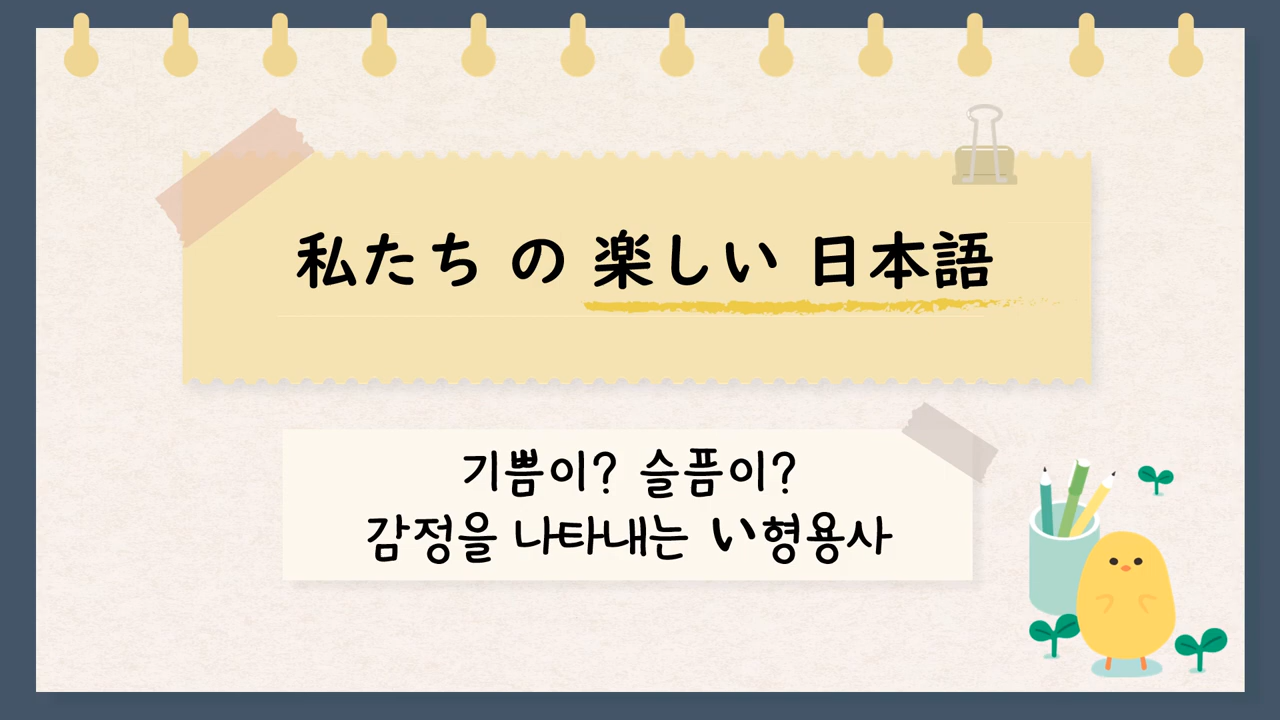 私たち の 楽しい 日本語
기쁨이? 슬픔이?
감정을 나타내는 い형용사